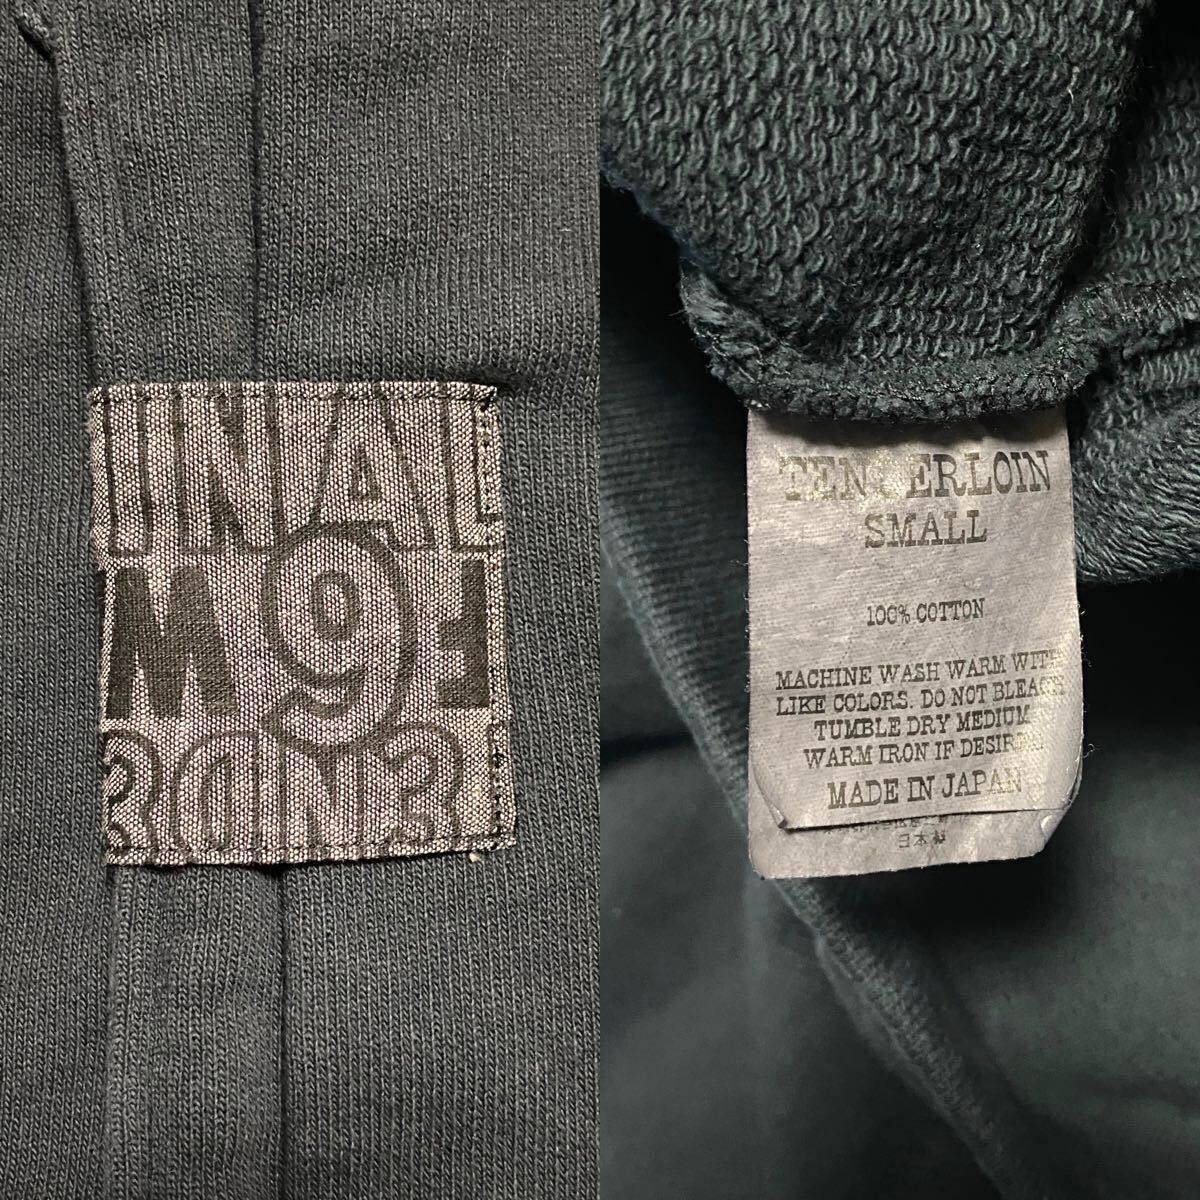 INAL
M9
TENDERLOIN
SMALL
100% COTTON
MACHINE WASH WARM WITH
LIKE COLORS. DO NOT BLEACH
TUMBLE DRY MEDIUM
WARM IRON IF DESIRED
MADE IN JAPAN
日本製